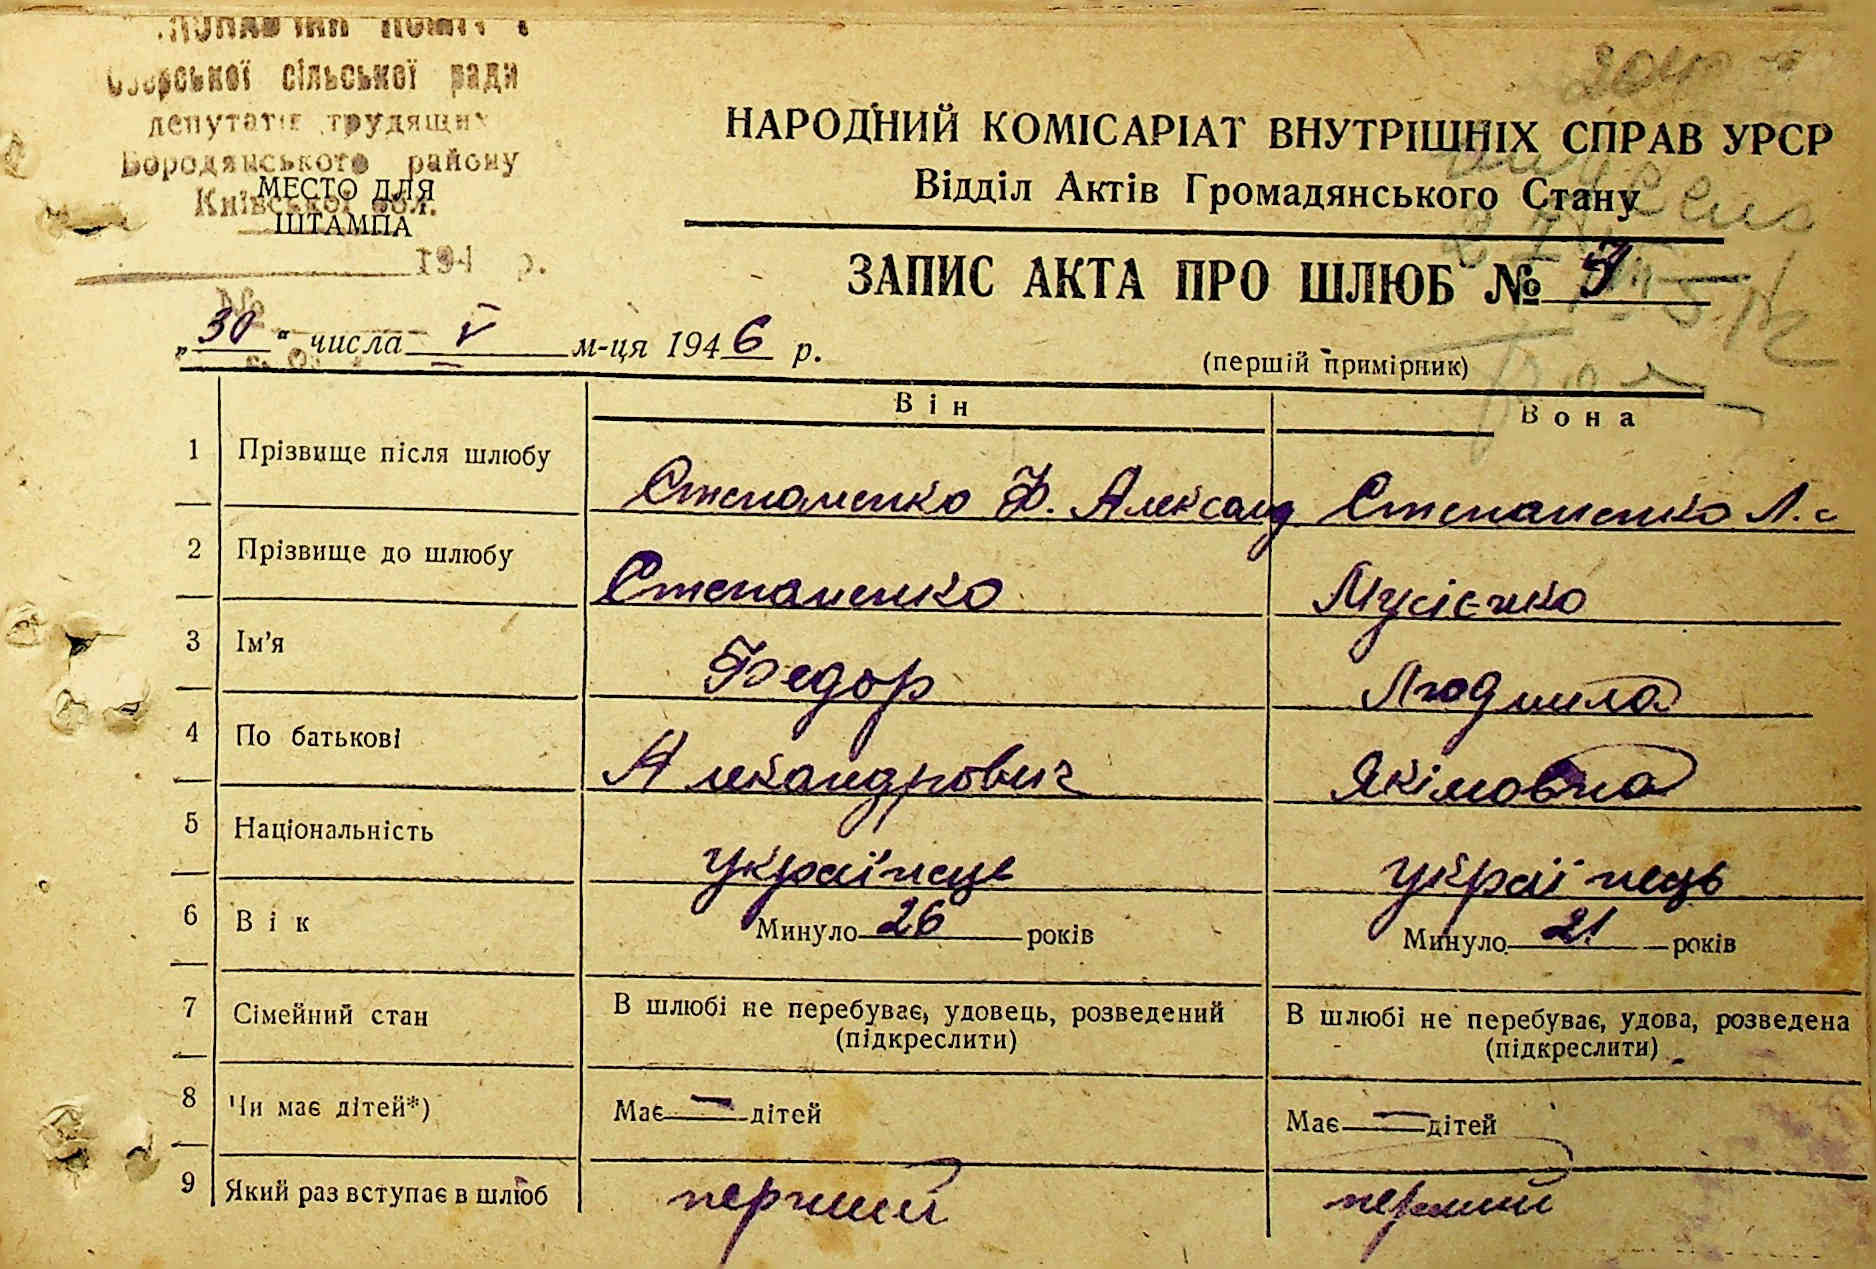 сільської ради
депутатів трудящих
Бородянського району
Київської обл.
МЕСТО ДЛЯ
ШТАМПА
194 р.
№
НАРОДНИЙ КОМІСАРІАТ ВНУТРІШНІХ СПРАВ УРСР
Відділ Актів Громадянського Стану
ЗАПИС АКТА ПРО ШЛЮБ №
„30" числа V м-ця 1946 р.
(перший примірник)
Він Вона
1 Прізвище після шлюбу Степаненко Ф. Александ Степаненко Л.
2 Прізвище до шлюбу Степаненко Мусієнко
3 Ім'я Федор Людмила
4 По батькові Александрович Якімовна
5 Національність українець українець
6 Вік Минуло 26 років Минуло 21 років
7 Сімейний стан В шлюбі не перебуває, удовець, розведений В шлюбі не перебуває, удова, розведена
(підкреслити) (підкреслити)
8 Чи має дітей*) Має — дітей Має — дітей
9 Який раз вступає в шлюб перший перший